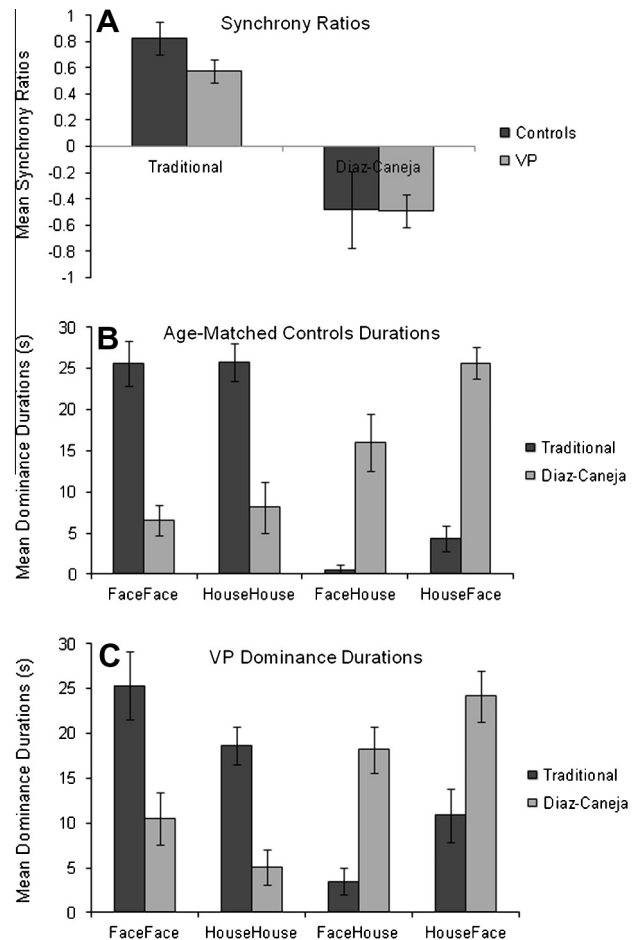 A
Synchrony Ratios
Mean Synchrony Ratios
1
0.8
0.6
0.4
0.2
0
-0.2
-0.4
-0.6
-0.8
-1
Traditional
Diaz-Caneja
Controls
VP
B
Age-Matched Controls Durations
Mean Dominance Durations (s)
30
25
20
15
10
5
0
FaceFace
HouseHouse
FaceHouse
HouseFace
Traditional
Diaz-Caneja
C
VP Dominance Durations
Mean Dominance Durations (s)
30
25
20
15
10
5
0
FaceFace
HouseHouse
FaceHouse
HouseFace
Traditional
Diaz-Caneja